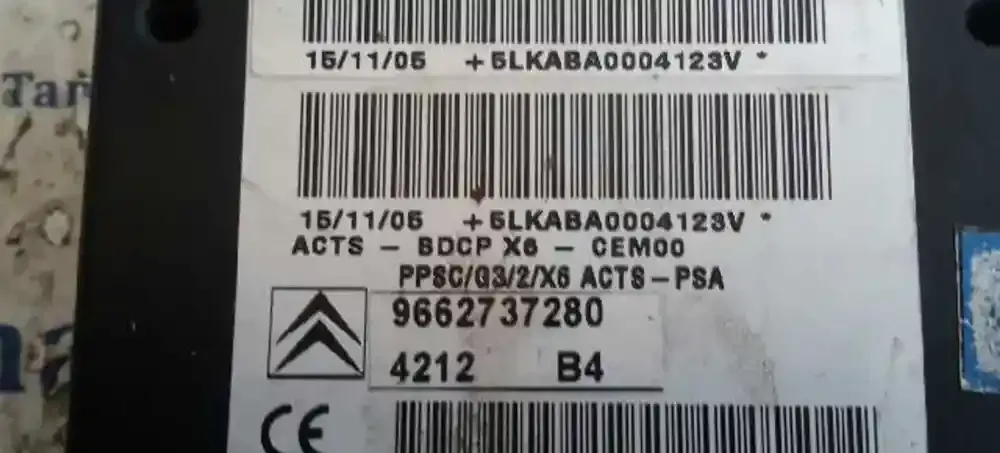 15/11/05 +5LKABA0004123V *
15/11/05 +5LKABA0004123V *
ACTS - BDCP X6 - CEM00
PPSC/G3/2/X6 ACTS-PSA
9662737280
4212 B4
CE